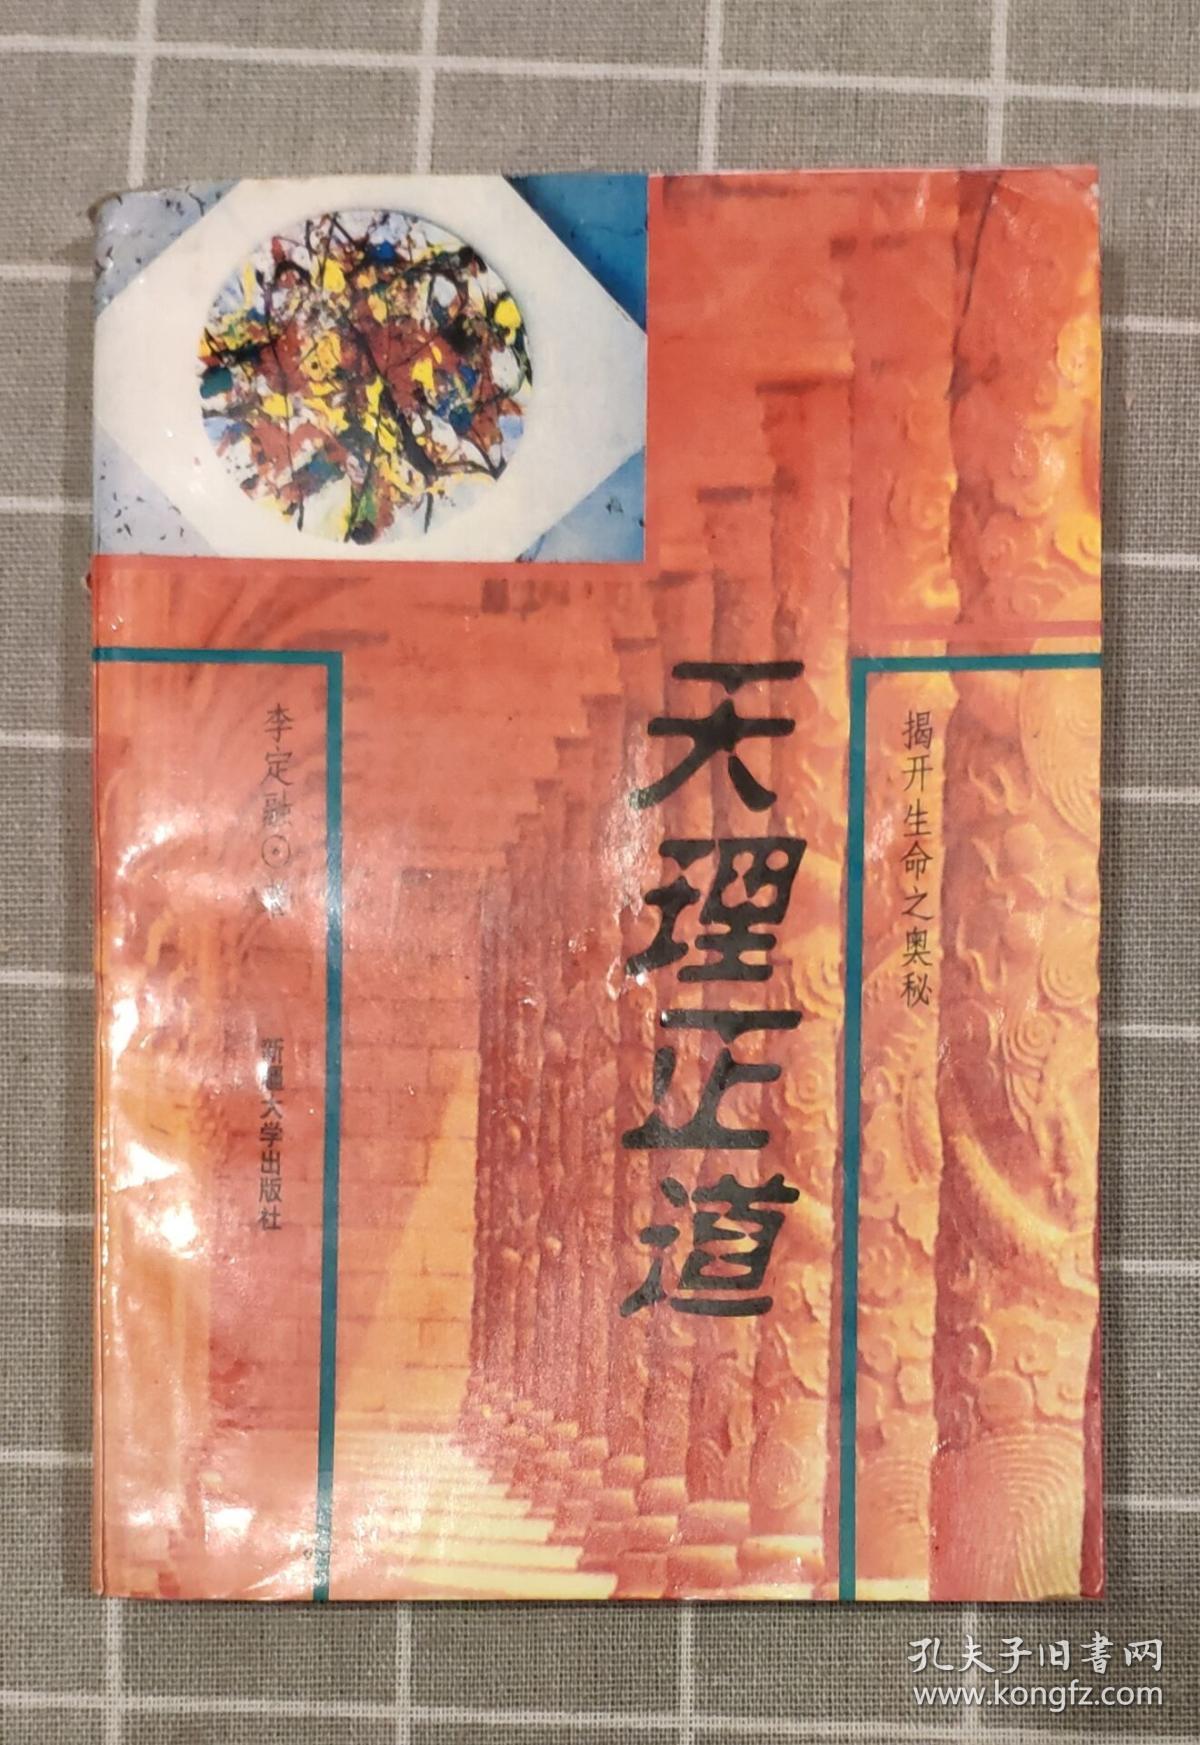 揭开生命之奥秘
天理正道
李定融
新疆大学出版社
孔夫子旧书网
www.kongfz.com